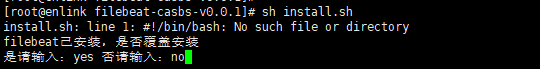 [root@enlink filebeat-casbs-v0.0.1]# sh install.sh
install.sh: line 1: #!/bin/bash: No such file or directory
filebeat已安装，是否覆盖安装
是请输入：yes 否请输入：no